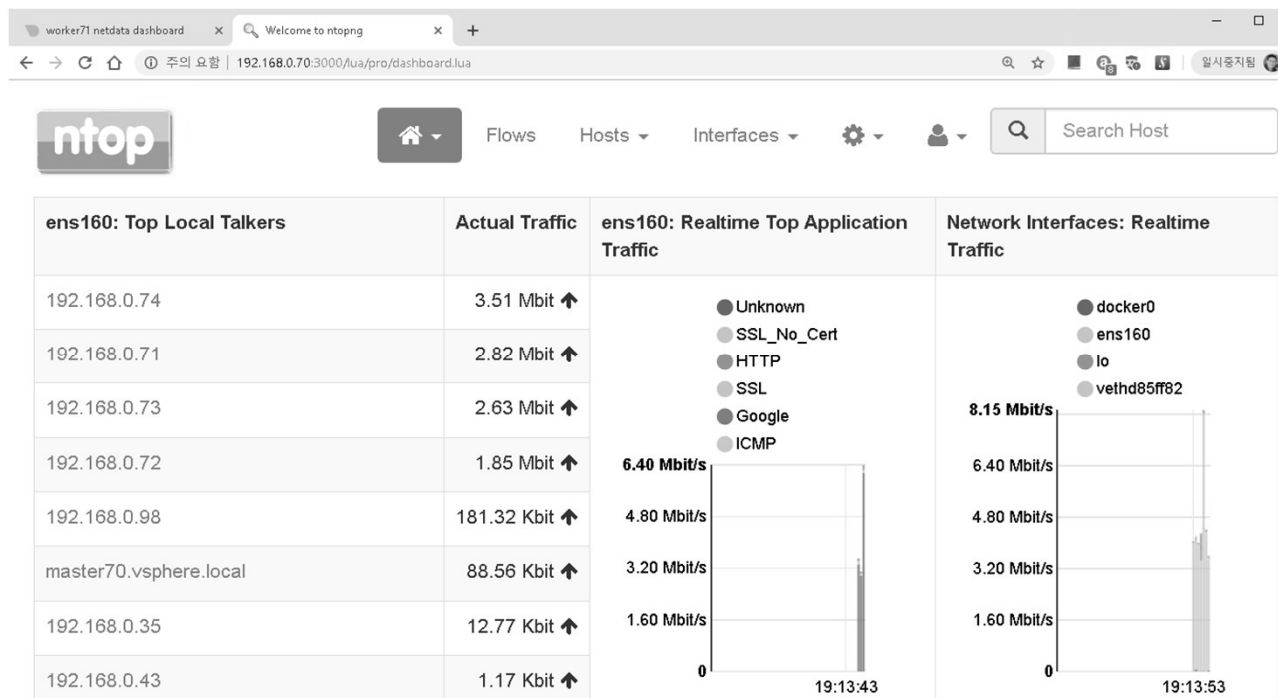 worker71 netdata dashboard
Welcome to ntopng
주의 요함 | 192.168.0.70:3000/lua/pro/dashboard.lua
일시중지됨
8
ntop
Flows
Hosts
Interfaces
Search Host
ens160: Top Local Talkers
Actual Traffic
ens160: Realtime Top Application
Traffic
Network Interfaces: Realtime
Traffic
192.168.0.74
3.51 Mbit
192.168.0.71
2.82 Mbit
192.168.0.73
2.63 Mbit
192.168.0.72
1.85 Mbit
192.168.0.98
181.32 Kbit
master70.vsphere.local
88.56 Kbit
192.168.0.35
12.77 Kbit
192.168.0.43
1.17 Kbit
Unknown
SSL_No_Cert
HTTP
SSL
Google
ICMP
6.40 Mbit/s
4.80 Mbit/s
3.20 Mbit/s
1.60 Mbit/s
0
19:13:43
docker0
ens160
lo
vethd85ff82
8.15 Mbit/s
6.40 Mbit/s
4.80 Mbit/s
3.20 Mbit/s
1.60 Mbit/s
0
19:13:53